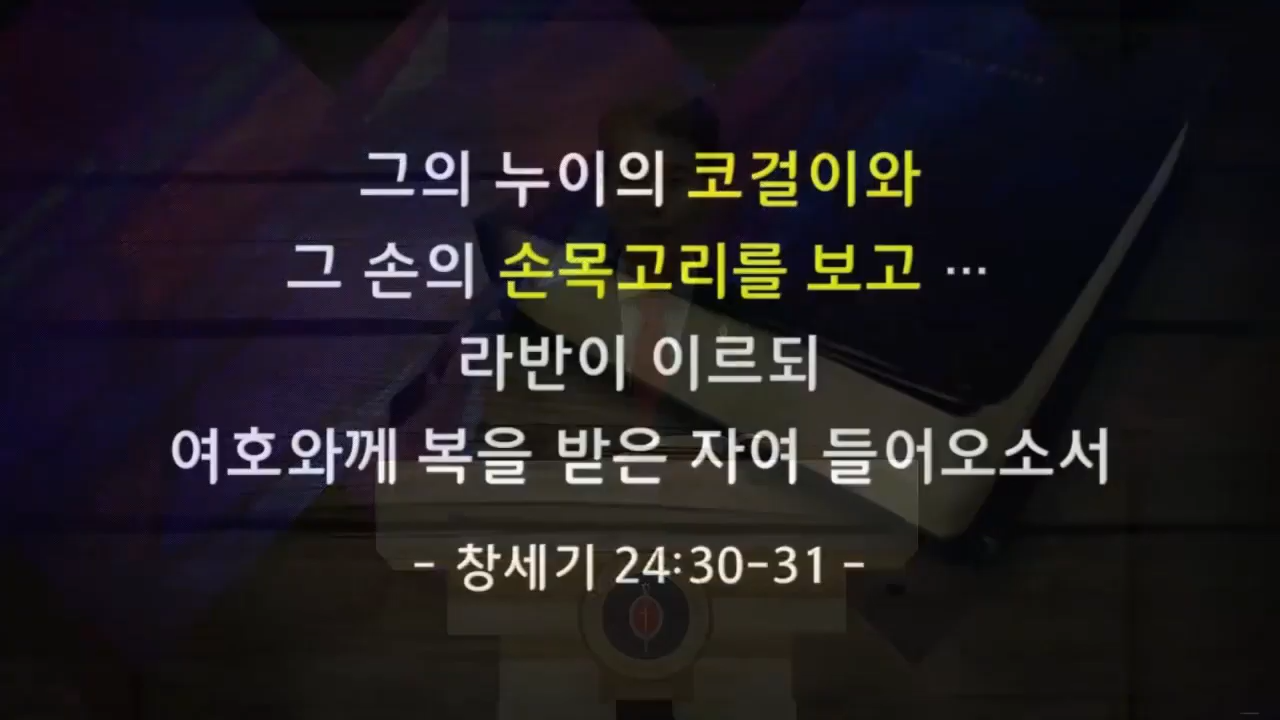 그의 누이의 코걸이와
그 손의 손목고리를 보고 …
라반이 이르되
여호와께 복을 받은 자여 들어오소서
- 창세기 24:30-31 -